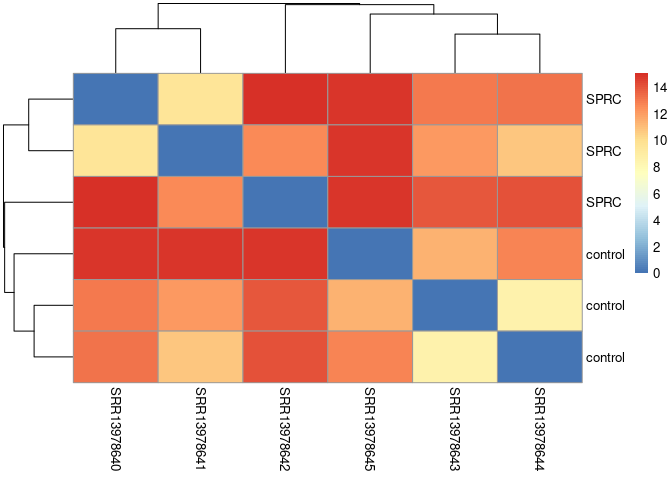 SPRC
SPRC
SPRC
control
control
control
14
12
10
8
6
4
2
0
SRR13978640
SRR13978641
SRR13978642
SRR13978645
SRR13978643
SRR13978644